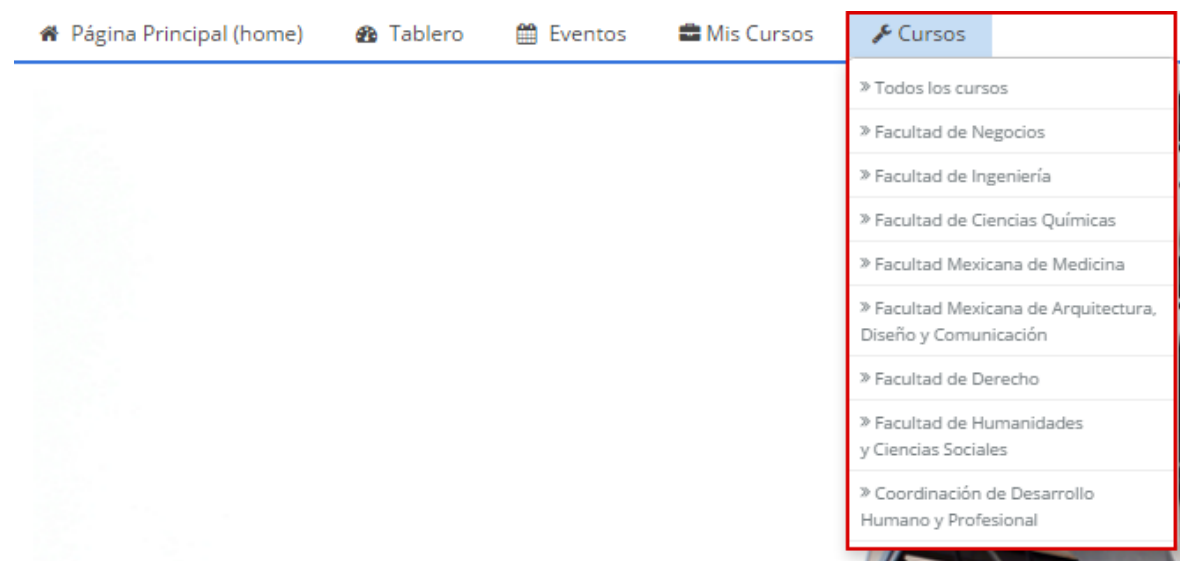 Página Principal (home) Tablero Eventos Mis Cursos Cursos
» Todos los cursos
» Facultad de Negocios
» Facultad de Ingeniería
» Facultad de Ciencias Químicas
» Facultad Mexicana de Medicina
» Facultad Mexicana de Arquitectura,
Diseño y Comunicación
» Facultad de Derecho
» Facultad de Humanidades
y Ciencias Sociales
» Coordinación de Desarrollo
Humano y Profesional